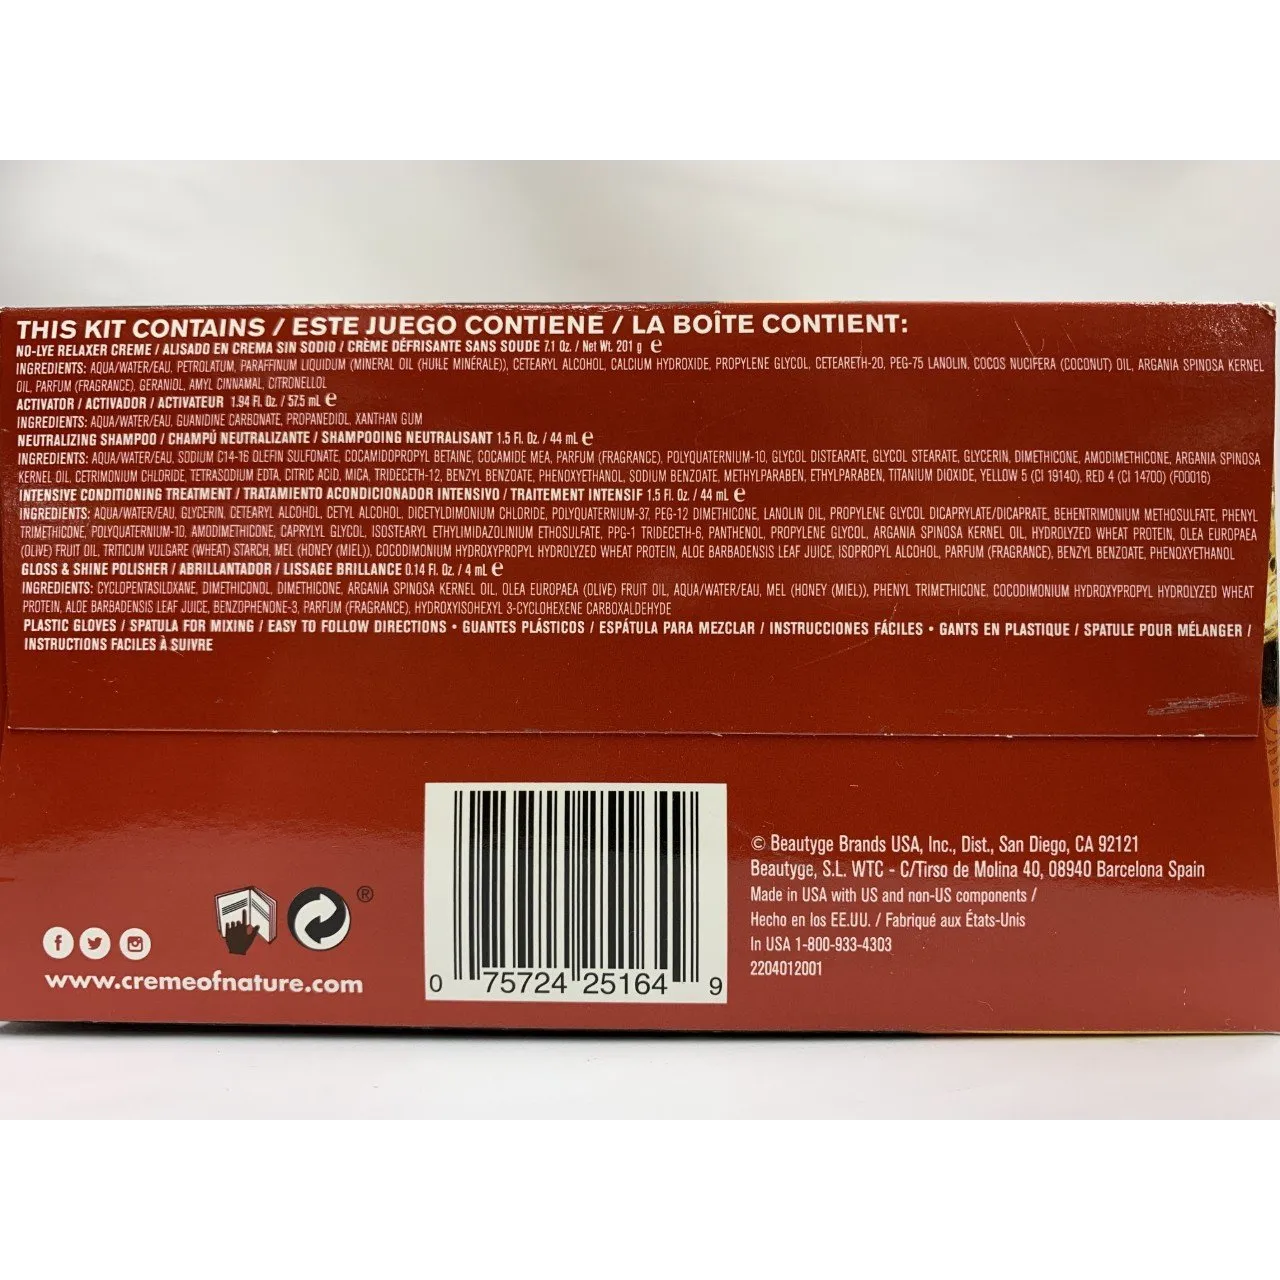 THIS KIT CONTAINS / ESTE JUEGO CONTIENE / LA BOÎTE CONTIENT:
NO-LYE RELAXER CREME / ALISADO EN CREMA SIN SODIO / CRÈME DÉFRISANTE SANS SOUDE 7.1 Oz. / Net Wt. 201 g e
INGREDIENTS: AQUA/WATER/EAU, PETROLATUM, PARAFFINUM LIQUIDUM (MINERAL OIL (HUILE MINÉRALE)), CETEARYL ALCOHOL, CALCIUM HYDROXIDE, PROPYLENE GLYCOL, CETEARETH-20, PEG-75 LANOLIN, COCOS NUCIFERA (COCONUT) OIL, ARGANIA SPINOSA KERNEL
OIL, PARFUM (FRAGRANCE). GERANIOL, AMYL CINNAMAL, CITRONELLOL
ACTIVATOR / ACTIVADOR / ACTIVATEUR 1.94 Fl. Oz. / 57.5 mL e
INGREDIENTS: AQUA/WATER/EAU, GUANIDINE CARBONATE, PROPANEDIOL, XANTHAN GUM
NEUTRALIZING SHAMPOO / CHAMPÚ NEUTRALIZANTE / SHAMPOOING NEUTRALISANT 1.5 Fl. Oz. / 44 mL e
INGREDIENTS: AQUA/WATER/EAU, SODIUM C14-16 OLEFIN SULFONATE, COCAMIDOPROPYL BETAINE, COCAMIDE MEA, PARFUM (FRAGRANCE), POLYQUATERNIUM-10, GLYCOL DISTEARATE, GLYCOL STEARATE, GLYCERIN, DIMETHICONE, AMODIMETHICONE, ARGANIA SPINOSA
KERNEL OIL, CETRIMONIUM CHLORIDE, TETRASODIUM EDTA, CITRIC ACID, MICA, TRIDECETH-12, BENZYL BENZOATE, PHENOXYETHANOL, SODIUM BENZOATE, METHYLPARABEN, ETHYLPARABEN, TITANIUM DIOXIDE, YELLOW 5 (CI 19140), RED 4 (CI 14700) (F00016)
INTENSIVE CONDITIONING TREATMENT / TRATAMIENTO ACONDICIONADOR INTENSIVO / TRAITEMENT INTENSIF 1.5 Fl. Oz. / 44 mL e
INGREDIENTS: AQUA/WATER/EAU, GLYCERIN, CETEARYL ALCOHOL, CETYL ALCOHOL, DICETYLDIMONIUM CHLORIDE, POLYQUATERNIUM-37, PEG-12 DIMETHICONE, LANOLIN OIL, PROPYLENE GLYCOL DICAPRYLATE/DICAPRATE, BEHENTRIMONIUM METHOSULFATE, PHENYL
TRIMETHICONE, POLYQUATERNIUM-10, AMODIMETHICONE, CAPRYLYL GLYCOL, ISOSTEARYL ETHYLIMIDAZOLINIUM ETHOSULFATE, PPG-1 TRIDECETH-6, PANTHENOL, PROPYLENE GLYCOL, ARGANIA SPINOSA KERNEL OIL, HYDROLYZED WHEAT PROTEIN, OLEA EUROPAEA
(OLIVE) FRUIT OIL, TRITICUM VULGARE (WHEAT) STARCH, MEL (HONEY (MIEL)). COCODIMONIUM HYDROXYPROPYL HYDROLYZED WHEAT PROTEIN, ALOE BARBADENSIS LEAF JUICE, ISOPROPYL ALCOHOL, PARFUM (FRAGRANCE), BENZYL BENZOATE, PHENOXYETHANOL
GLOSS & SHINE POLISHER / ABRILLANTADOR / LISSAGE BRILLANCE 0.14 Fl. Oz. / 4 mL e
INGREDIENTS: CYCLOPENTASILOXANE, DIMETHICONOL, DIMETHICONE, ARGANIA SPINOSA KERNEL OIL, OLEA EUROPAEA (OLIVE) FRUIT OIL, AQUA/WATER/EAU, MEL (HONEY (MIEL)), PHENYL TRIMETHICONE, COCODIMONIUM HYDROXYPROPYL HYDROLYZED WHEAT
PROTEIN, ALOE BARBADENSIS LEAF JUICE, BENZOPHENONE-3, PARFUM (FRAGRANCE), HYDROXYISOHEXYL 3-CYCLOHEXENE CARBOXALDEHYDE
PLASTIC GLOVES / SPATULA FOR MIXING / EASY TO FOLLOW DIRECTIONS • GUANTES PLÁSTICOS / ESPÁTULA PARA MEZCLAR / INSTRUCCIONES FÁCILES • GANTS EN PLASTIQUE / SPATULE POUR MÉLANGER /
INSTRUCTIONS FACILES À SUIVRE
© Beautyge Brands USA, Inc., Dist., San Diego, CA 92121
Beautyge, S.L. WTC - C/Tirso de Molina 40, 08940 Barcelona Spain
Made in USA with US and non-US components /
Hecho en los EE.UU. / Fabriqué aux États-Unis
In USA 1-800-933-4303
2204012001
®
www.cremeofnature.com
0 75724 25164 9